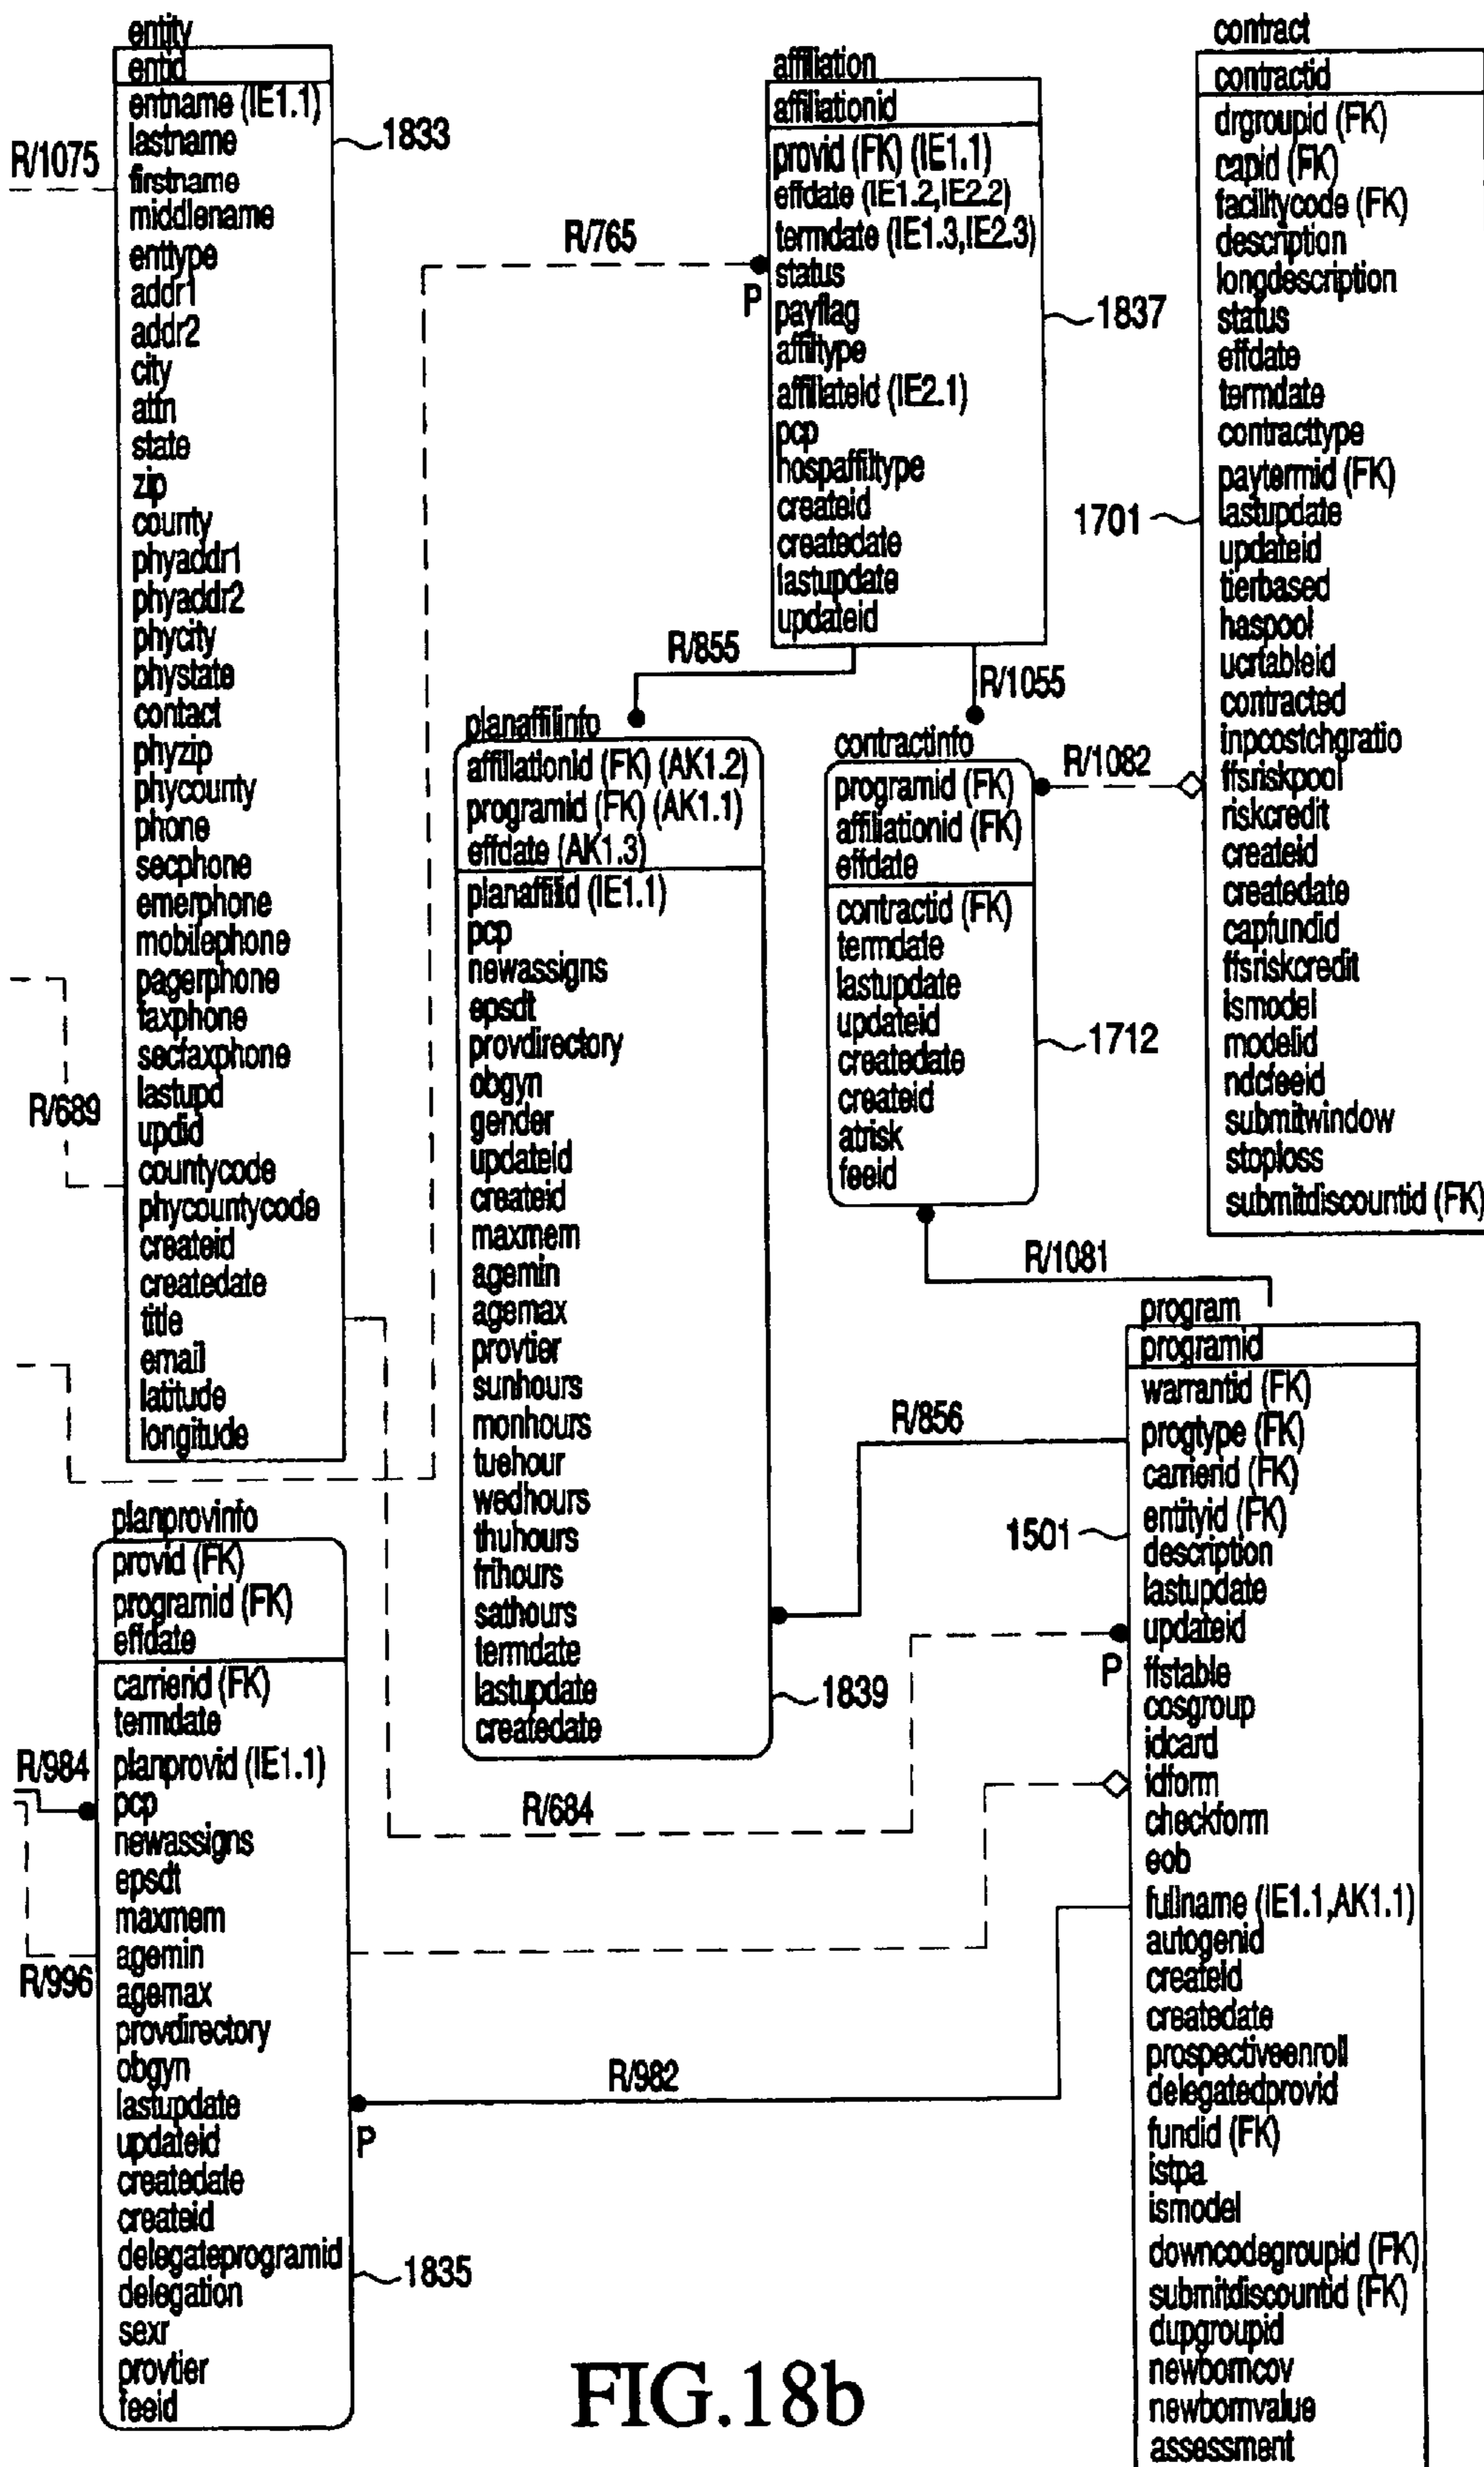 entity
entid
entname (IE1.1)
lastname
firstname
middlename
enttype
addr1
addr2
city
attn
state
zip
county
phyaddr1
phyaddr2
phycity
phystate
contact
phyzip
phycounty
phone
secphone
emerphone
mobilephone
pagerphone
faxphone
secfaxphone
lastupd
updid
countycode
phycountycode
createid
createdate
title
email
latitude
longitude
1833
R/1075
R/689
planprovinfo
provid (FK)
programid (FK)
effdate
carrierid (FK)
termdate
planprovid (IE1.1)
pcp
newassigns
epsdt
maxmem
agemin
agemax
provdirectory
obgyn
lastupdate
updateid
createdate
createid
delegateprogramid
delegation
sexr
provtier
feeid
R/984
R/996
1835
P
R/982
R/765
P
affiliation
affiliationid
provid (FK) (IE1.1)
effdate (IE1.2,IE2.2)
termdate (IE1.3,IE2.3)
status
payflag
affiltype
affiliateid (IE2.1)
pcp
hospaffiltype
createid
createdate
lastupdate
updateid
1837
R/855
R/1055
planaffilinfo
affiliationid (FK) (AK1.2)
programid (FK) (AK1.1)
effdate (AK1.3)
planaffilid (IE1.1)
pcp
newassigns
epsdt
provdirectory
obgyn
gender
updateid
createid
maxmem
agemin
agemax
provtier
sunhours
monhours
tuehour
wedhours
thuhours
frihours
sathours
termdate
lastupdate
createdate
1839
R/684
R/856
contractinfo
programid (FK)
affiliationid (FK)
effdate
contractid (FK)
termdate
lastupdate
updateid
createdate
createid
atrisk
feeid
1712
R/1082
R/1081
contract
contractid
drgroupid (FK)
capid (FK)
facilitycode (FK)
description
longdescription
status
effdate
termdate
contracttype
paytermid (FK)
lastupdate
updateid
tierbased
haspool
ucrtableid
contracted
inpcostchgratio
ffsriskpool
riskcredit
createid
createdate
capfundid
ffsriskcredit
ismodel
modelid
ndcfeeid
submitwindow
stoploss
submitdiscountid (FK)
1701
program
programid
warrantid (FK)
progtype (FK)
carrierid (FK)
entityid (FK)
description
lastupdate
updateid
ffstable
cosgroup
idcard
idform
checkform
eob
fullname (IE1.1,AK1.1)
autogenid
createid
createdate
prospectiveenroll
delegatedprovid
fundid (FK)
istpa
ismodel
downcodegroupid (FK)
submitdiscountid (FK)
dupgroupid
newborncov
newbornvalue
assessment
1501
P
FIG.18b